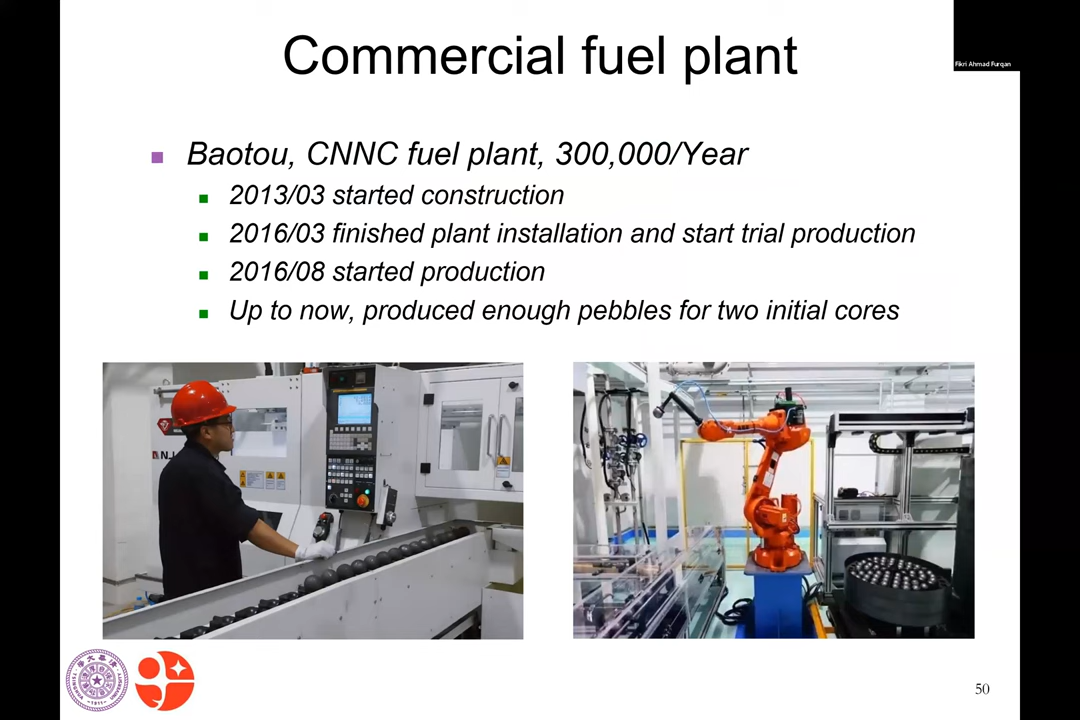 Commercial fuel plant
Fikri Ahmad Furqan
Baotou, CNNC fuel plant, 300,000/Year
2013/03 started construction
2016/03 finished plant installation and start trial production
2016/08 started production
Up to now, produced enough pebbles for two initial cores
50